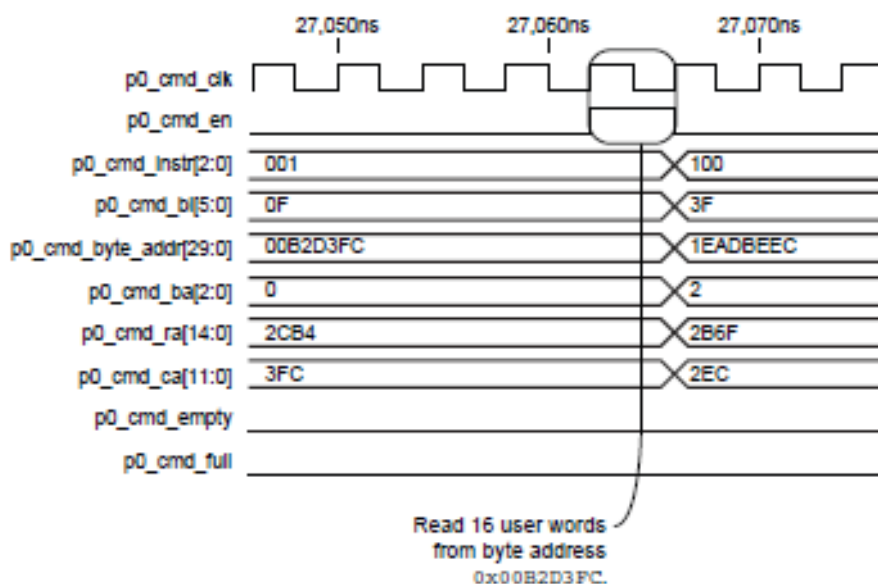 27,050ns 27,060ns 27,070ns
p0_cmd_clk
p0_cmd_en
p0_cmd_instr[2:0] 001 100
p0_cmd_bl[5:0] 0F 3F
p0_cmd_byte_addr[29:0] 00B2D3FC 1EADBEEC
p0_cmd_ba[2:0] 0 2
p0_cmd_ra[14:0] 2CB4 2B6F
p0_cmd_ca[11:0] 3FC 2EC
p0_cmd_empty
p0_cmd_full
Read 16 user words
from byte address
0x00B2D3FC.